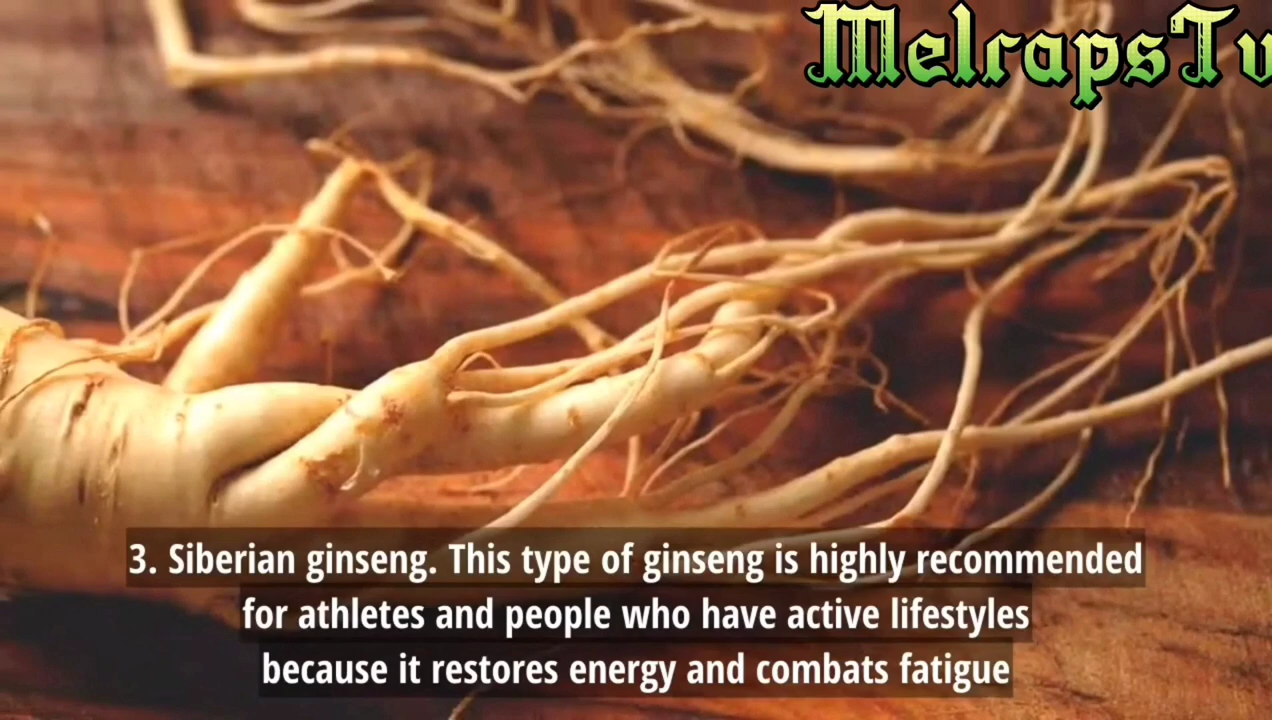 MelrapsTv
3. Siberian ginseng. This type of ginseng is highly recommended
for athletes and people who have active lifestyles
because it restores energy and combats fatigue